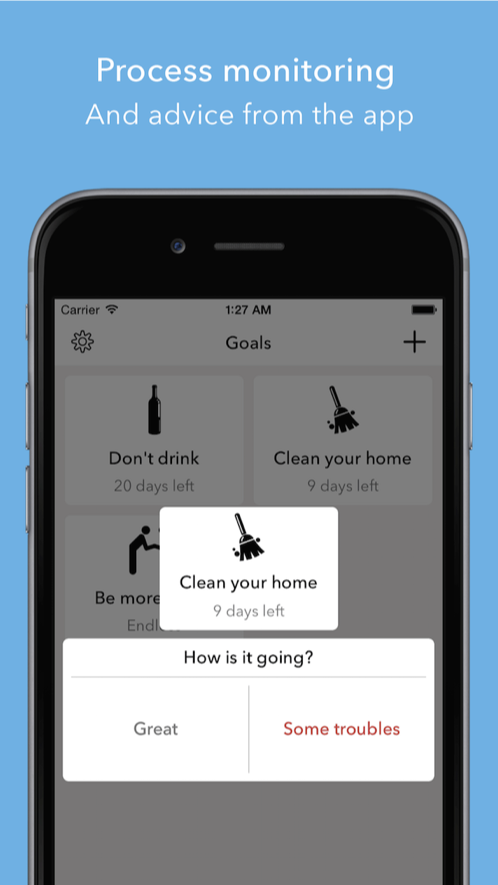 Process monitoring
And advice from the app
Carrier 1:27 AM
Goals
Don't drink
20 days left
Clean your home
9 days left
Be more
Clean your home
9 days left
How is it going?
Great
Some troubles